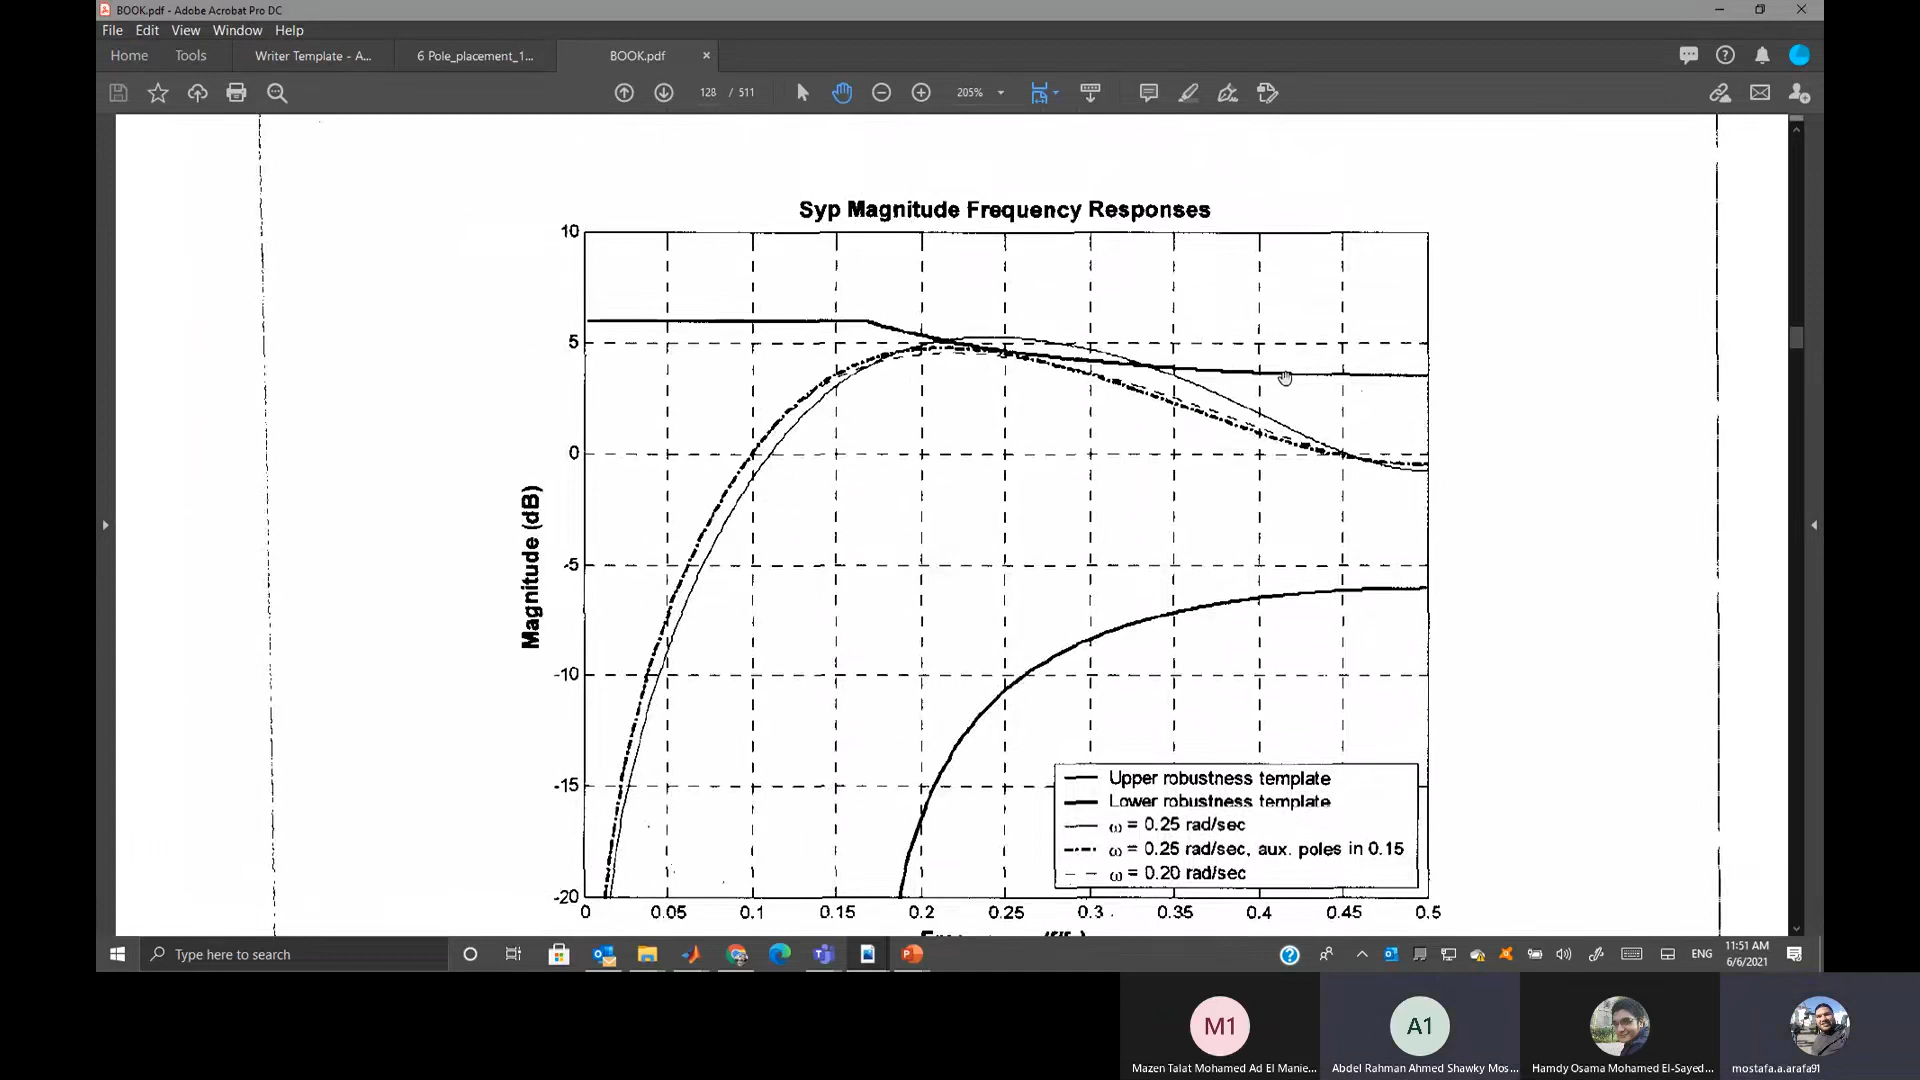 BOOK.pdf - Adobe Acrobat Pro DC
File Edit View Window Help
Home Tools Writer Template - A... 6 Pole_placement_1... BOOK.pdf ×
128 / 511 205%
Syp Magnitude Frequency Responses
10
5
0
-5
-10
-15
-20
Magnitude (dB)
Upper robustness template
Lower robustness template
ω = 0.25 rad/sec
ω = 0.25 rad/sec, aux. poles in 0.15
ω = 0.20 rad/sec
0 0.05 0.1 0.15 0.2 0.25 0.3 0.35 0.4 0.45 0.5
Type here to search
ENG
11:51 AM
6/6/2021
M1 A1
Mazen Talat Mohamed Ad El Manie... Abdel Rahman Ahmed Shawky Mos... Hamdy Osama Mohamed El-Sayed... mostafa.a.arafa91